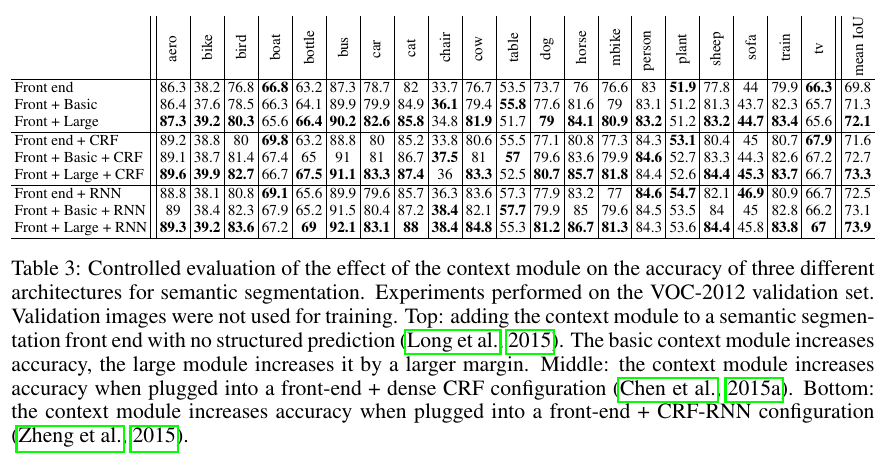 aero bike bird boat bottle bus car cat chair cow table dog horse mbike person plant sheep sofa train tv mean IoU
Front end 86.3 38.2 76.8 66.8 63.2 87.3 78.7 82 33.7 76.7 53.5 73.7 76 76.6 83 51.9 77.8 44 79.9 66.3 69.8
Front + Basic 86.4 37.6 78.5 66.3 64.1 89.9 79.9 84.9 36.1 79.4 55.8 77.6 81.6 79 83.1 51.2 81.3 43.7 82.3 65.7 71.3
Front + Large 87.3 39.2 80.3 65.6 66.4 90.2 82.6 85.8 34.8 81.9 51.7 79 84.1 80.9 83.2 51.2 83.2 44.7 83.4 65.6 72.1
Front end + CRF 89.2 38.8 80 69.8 63.2 88.8 80 85.2 33.8 80.6 55.5 77.1 80.8 77.3 84.3 53.1 80.4 45 80.7 67.9 71.6
Front + Basic + CRF 89.1 38.7 81.4 67.4 65 91 81 86.7 37.5 81 57 79.6 83.6 79.9 84.6 52.7 83.3 44.3 82.6 67.2 72.7
Front + Large + CRF 89.6 39.9 82.7 66.7 67.5 91.1 83.3 87.4 36 83.3 52.5 80.7 85.7 81.8 84.4 52.6 84.4 45.3 83.7 66.7 73.3
Front end + RNN 88.8 38.1 80.8 69.1 65.6 89.9 79.6 85.7 36.3 83.6 57.3 77.9 83.2 77 84.6 54.7 82.1 46.9 80.9 66.7 72.5
Front + Basic + RNN 89 38.4 82.3 67.9 65.2 91.5 80.4 87.2 38.4 82.1 57.7 79.9 85 79.6 84.5 53.5 84 45 82.8 66.2 73.1
Front + Large + RNN 89.3 39.2 83.6 67.2 69 92.1 83.1 88 38.4 84.8 55.3 81.2 86.7 81.3 84.3 53.6 84.4 45.8 83.8 67 73.9
Table 3: Controlled evaluation of the effect of the context module on the accuracy of three different
architectures for semantic segmentation. Experiments performed on the VOC-2012 validation set.
Validation images were not used for training. Top: adding the context module to a semantic segmen-
tation front end with no structured prediction (Long et al., 2015). The basic context module increases
accuracy, the large module increases it by a larger margin. Middle: the context module increases
accuracy when plugged into a front-end + dense CRF configuration (Chen et al., 2015a). Bottom:
the context module increases accuracy when plugged into a front-end + CRF-RNN configuration
(Zheng et al., 2015).